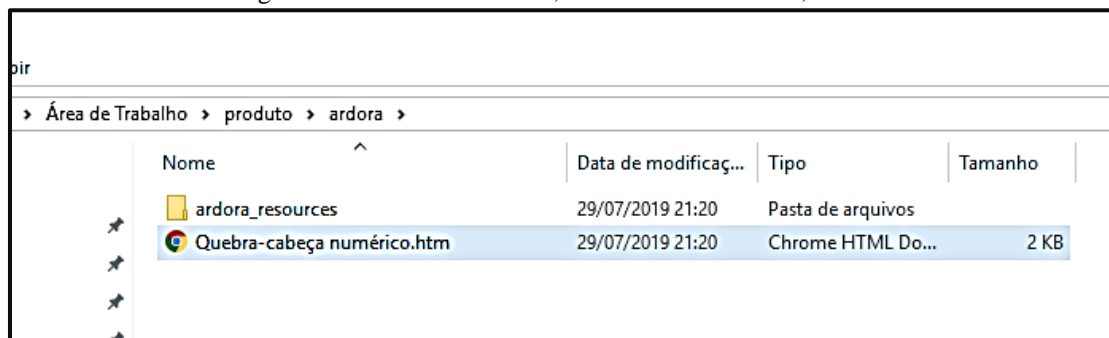 pir
› Área de Trabalho › produto › ardora ›
Nome Data de modificaç... Tipo Tamanho
ardora_resources 29/07/2019 21:20 Pasta de arquivos
Quebra-cabeça numérico.htm 29/07/2019 21:20 Chrome HTML Do... 2 KB